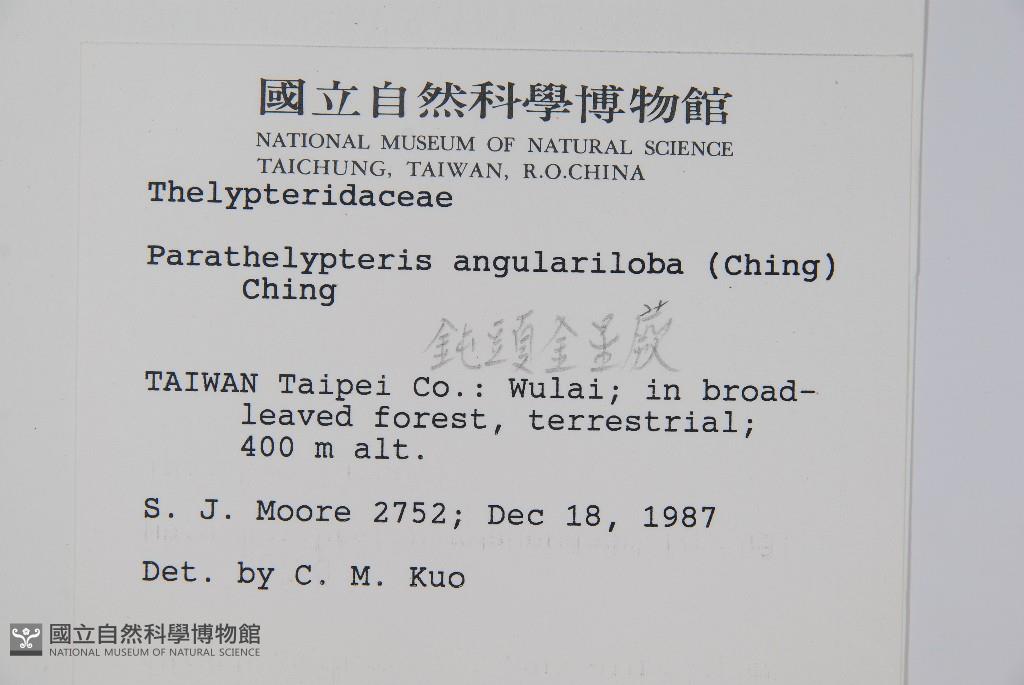 國立自然科學博物館
NATIONAL MUSEUM OF NATURAL SCIENCE
TAICHUNG, TAIWAN, R.O.CHINA
Thelypteridaceae
Parathelypteris angulariloba (Ching)
Ching
鈍頭金星蕨
TAIWAN Taipei Co.: Wulai; in broad-
leaved forest, terrestrial;
400 m alt.
S. J. Moore 2752; Dec 18, 1987
Det. by C. M. Kuo
國立自然科學博物館
NATIONAL MUSEUM OF NATURAL SCIENCE